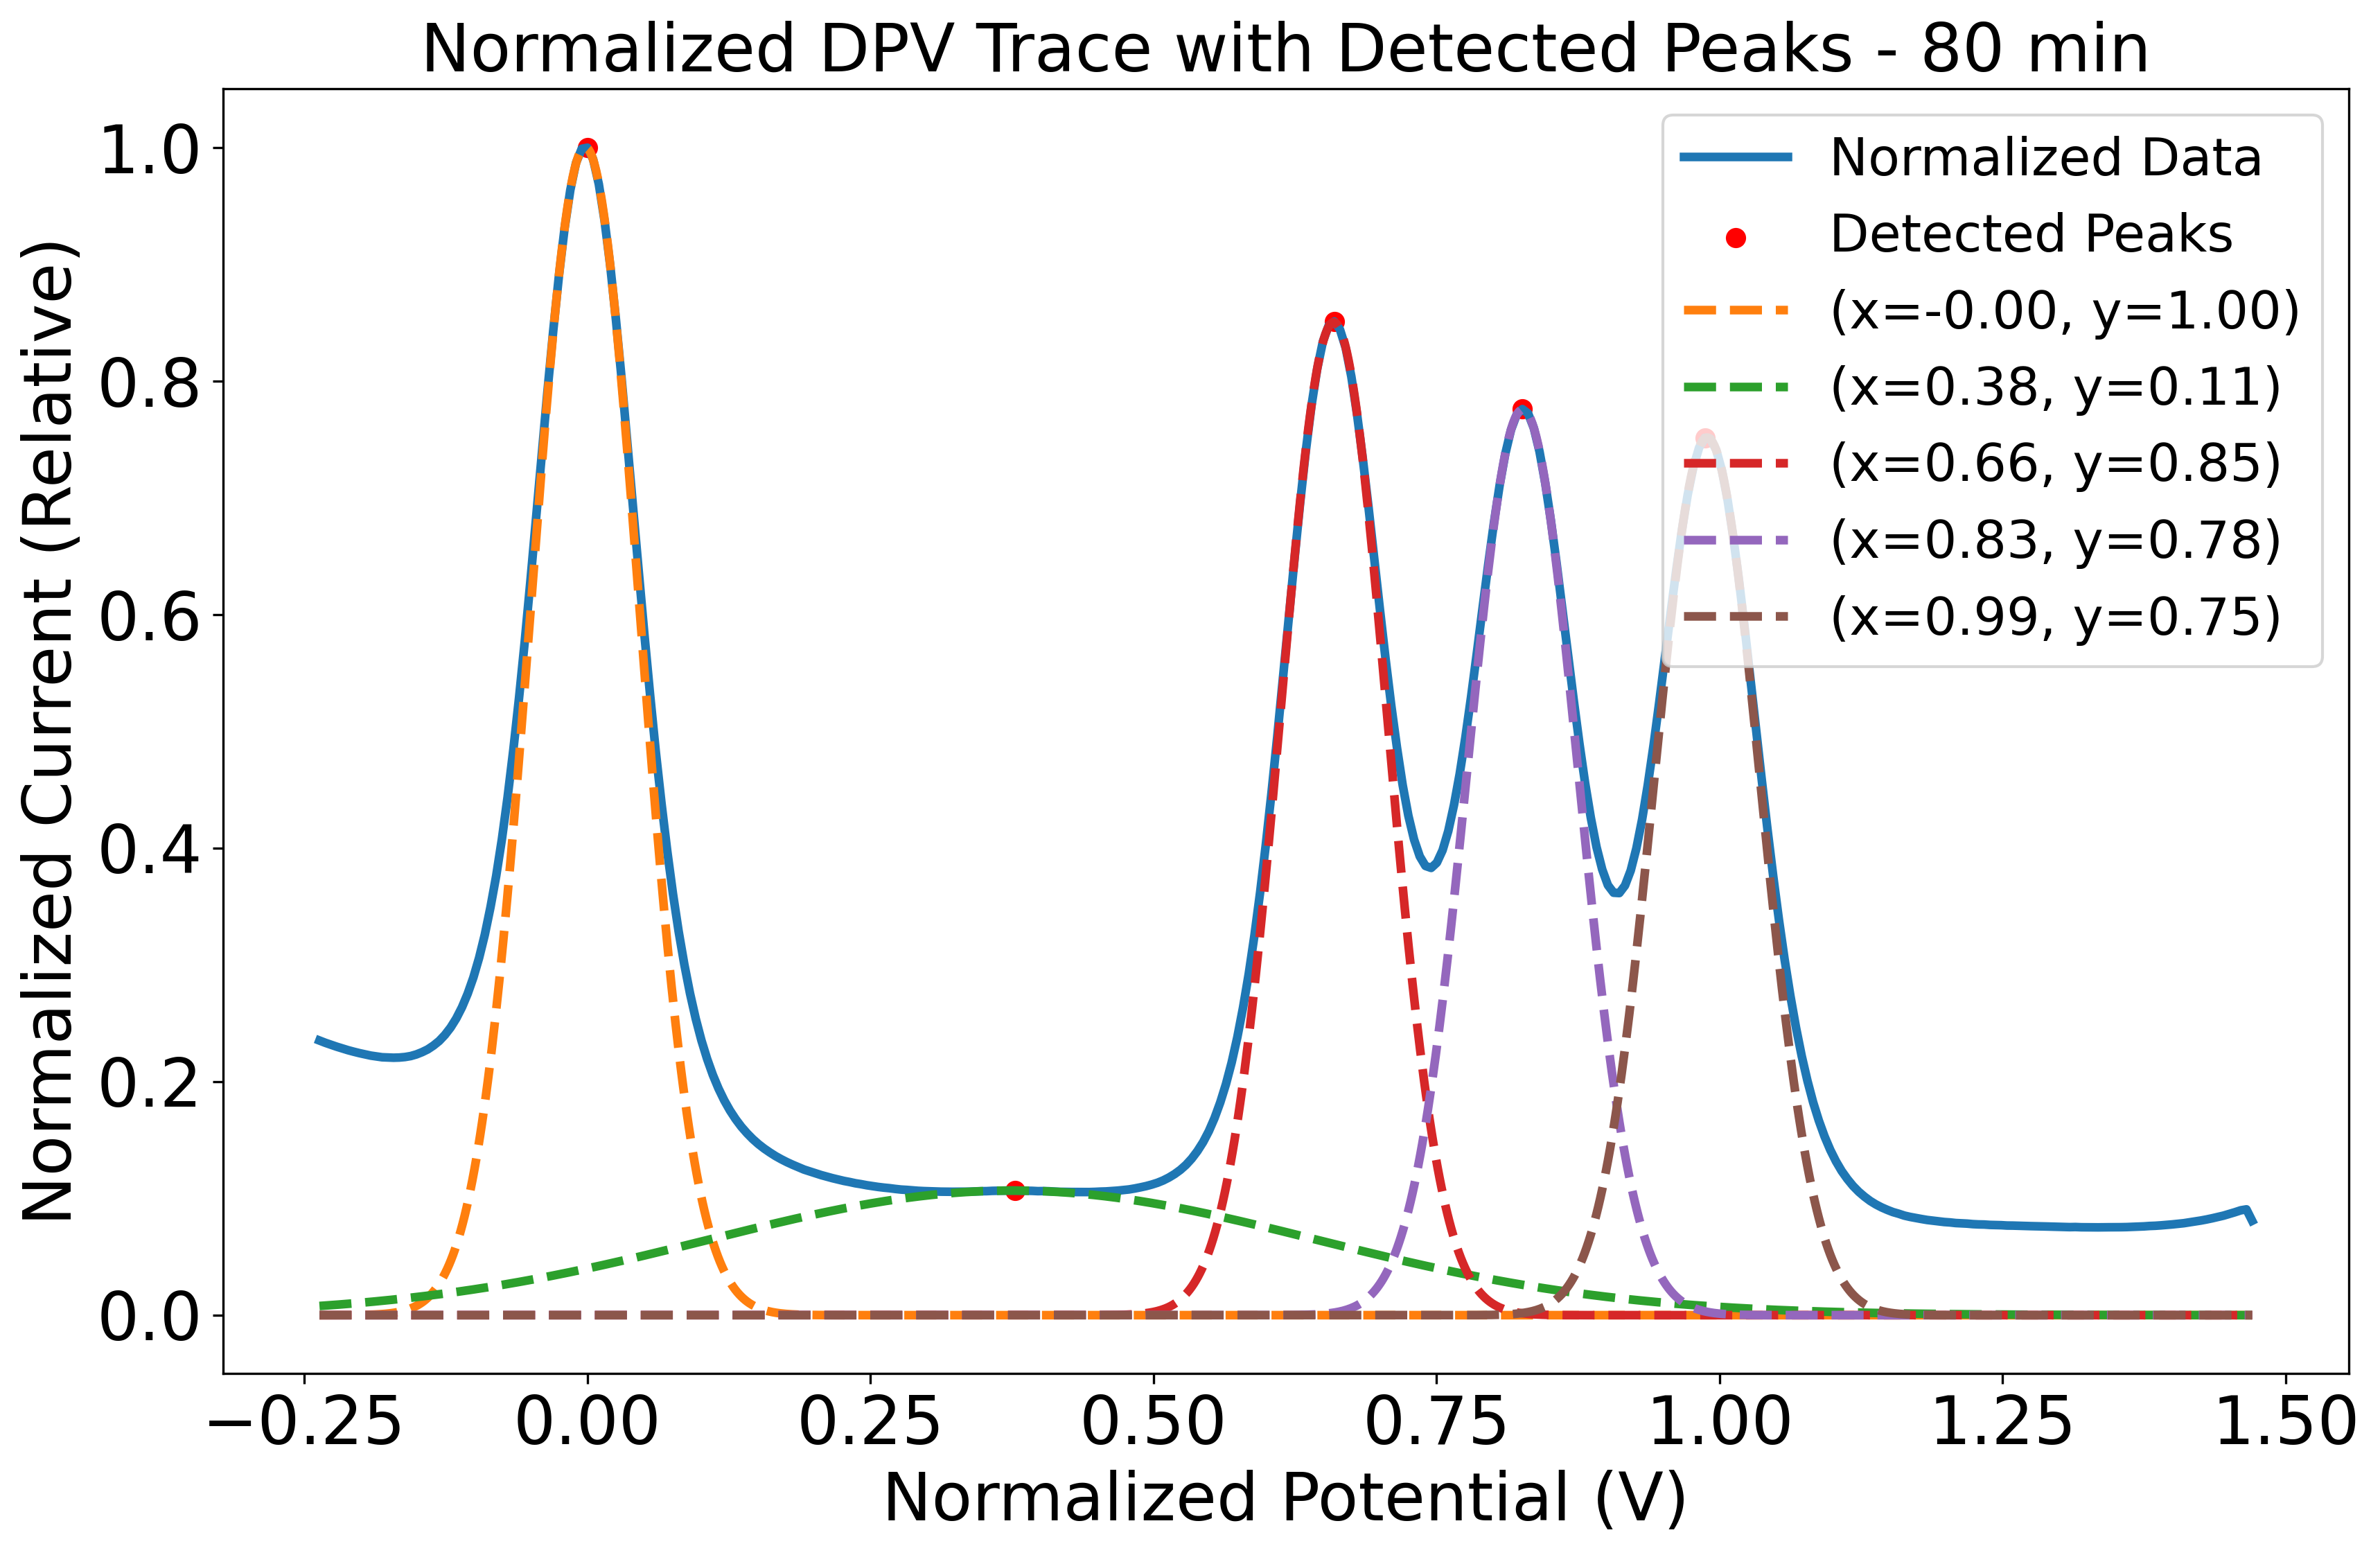 Normalized DPV Trace with Detected Peaks - 80 min
Normalized Current (Relative)
1.0
0.8
0.6
0.4
0.2
0.0
Normalized Data
Detected Peaks
(x=-0.00, y=1.00)
(x=0.38, y=0.11)
(x=0.66, y=0.85)
(x=0.83, y=0.78)
(x=0.99, y=0.75)
−0.25 0.00 0.25 0.50 0.75 1.00 1.25 1.50
Normalized Potential (V)